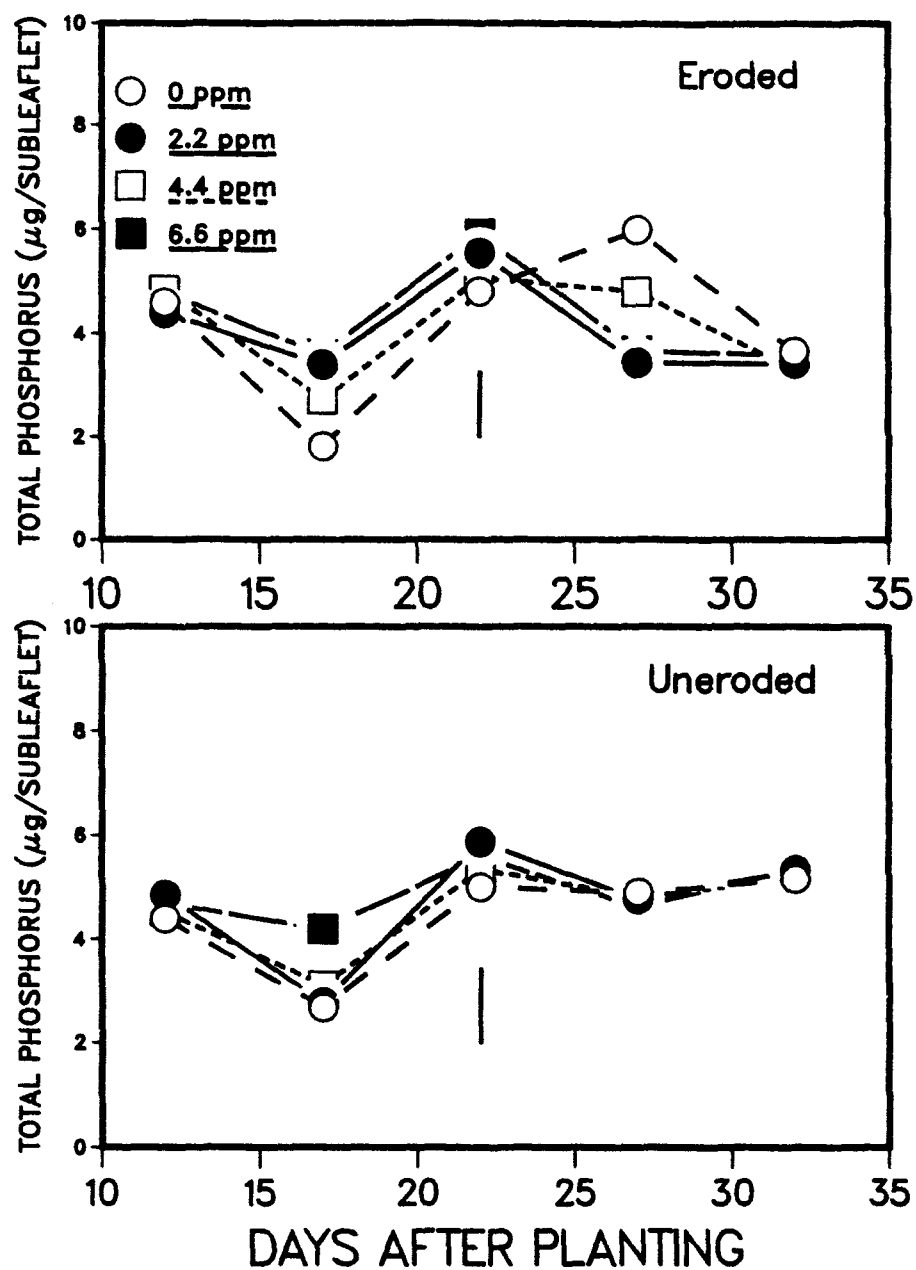 TOTAL PHOSPHORUS (µg/SUBLEAFLET)
10
8
6
4
2
0
Eroded
0 ppm
2.2 ppm
4.4 ppm
6.6 ppm
10 15 20 25 30 35
TOTAL PHOSPHORUS (µg/SUBLEAFLET)
10
8
6
4
2
0
Uneroded
10 15 20 25 30 35
DAYS AFTER PLANTING